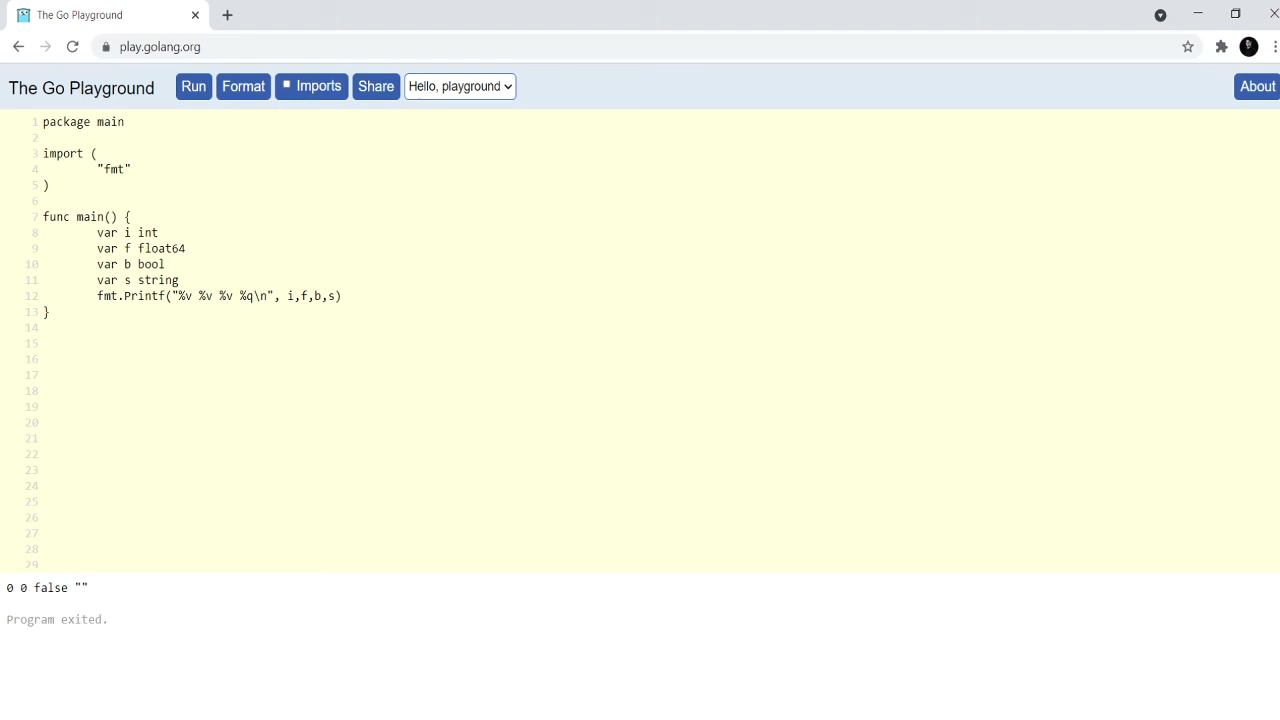 The Go Playground
play.golang.org
The Go Playground Run Format Imports Share Hello, playground About
1 package main
2
3 import (
4 "fmt"
5 )
6
7 func main() {
8 var i int
9 var f float64
10 var b bool
11 var s string
12 fmt.Printf("%v %v %v %q\n", i,f,b,s)
13 }
14
15
16
17
18
19
20
21
22
23
24
25
26
27
28
29
0 0 false ""
Program exited.